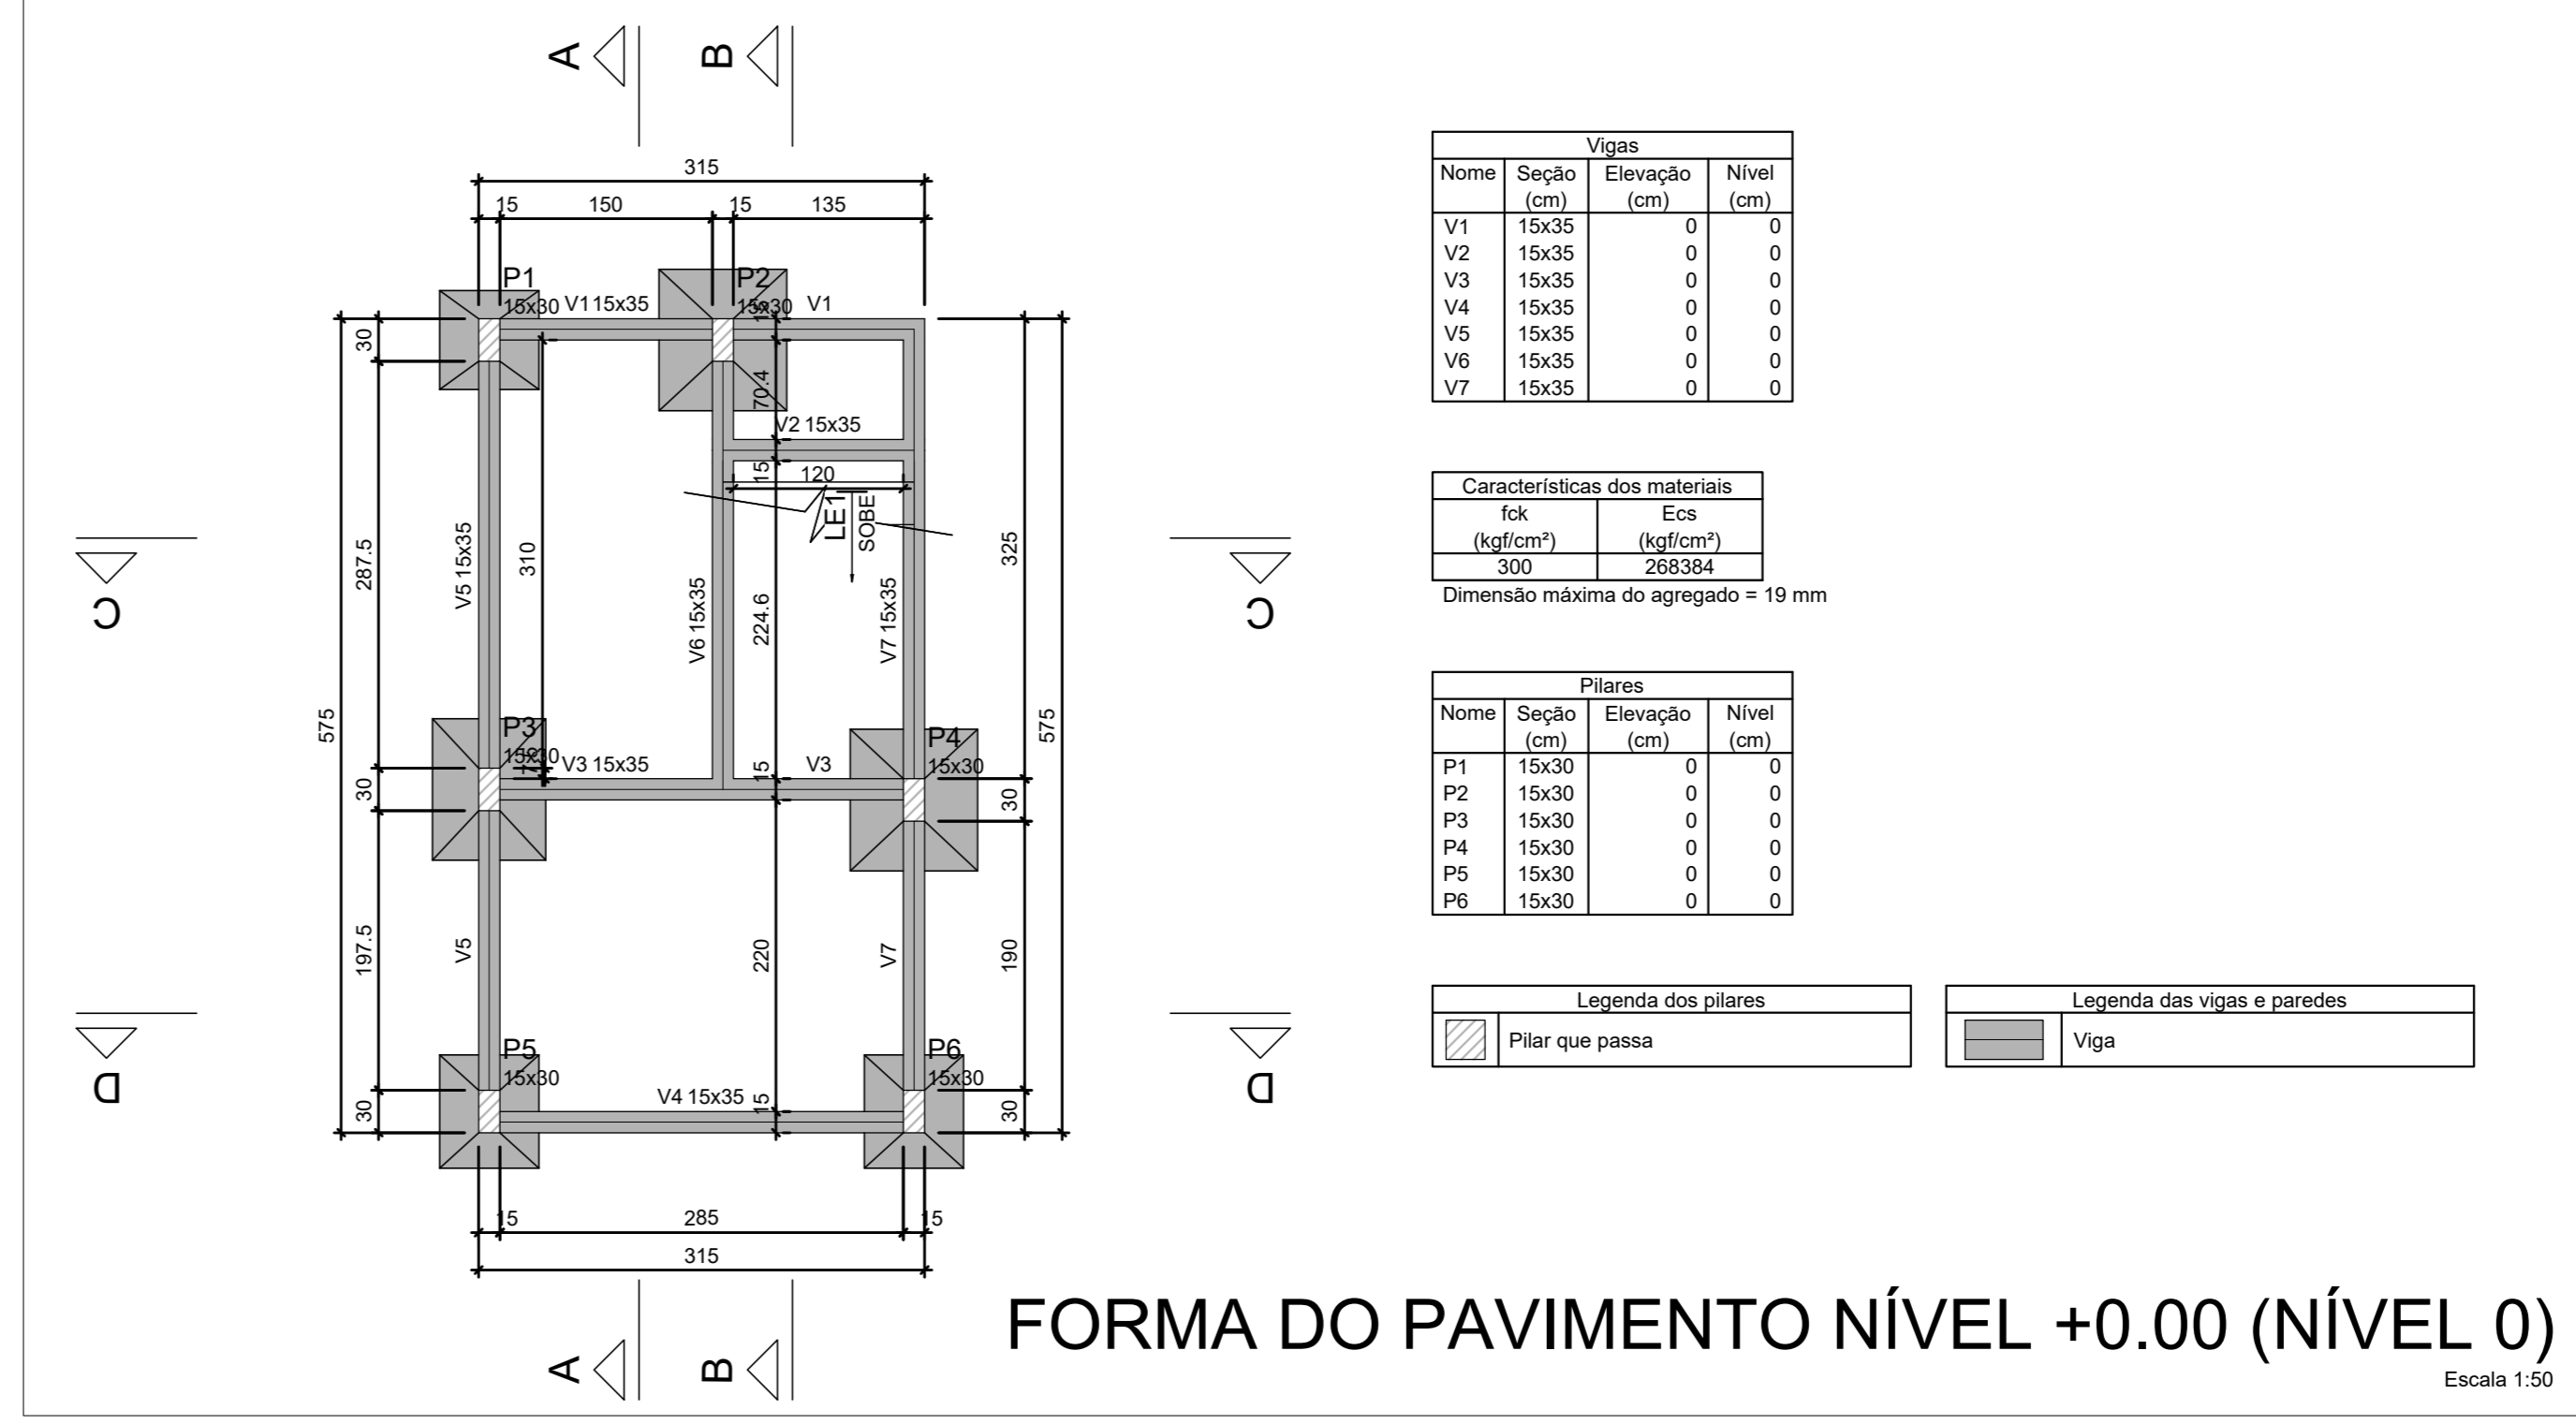 A
B
315
15
150
15
135
P1
15x30
V1 15x35
P2
15x30
15
V1
30
70.4
V2 15x35
15
120
LE1
SOBE
V5 15x35
287.5
310
V6 15x35
224.6
V7 15x35
325
C
C
575
575
P3
15x30
7.5
V3 15x35
15
V3
P4
15x30
30
30
197.5
V5
220
V7
190
D
D
P5
15x30
V4 15x35
15
P6
15x30
30
30
15
285
15
315
A
B
Vigas
Nome Seção Elevação Nível
(cm) (cm) (cm)
V1 15x35 0 0
V2 15x35 0 0
V3 15x35 0 0
V4 15x35 0 0
V5 15x35 0 0
V6 15x35 0 0
V7 15x35 0 0
Características dos materiais
fck Ecs
(kgf/cm²) (kgf/cm²)
300 268384
Dimensão máxima do agregado = 19 mm
Pilares
Nome Seção Elevação Nível
(cm) (cm) (cm)
P1 15x30 0 0
P2 15x30 0 0
P3 15x30 0 0
P4 15x30 0 0
P5 15x30 0 0
P6 15x30 0 0
Legenda dos pilares
Pilar que passa
Legenda das vigas e paredes
Viga
FORMA DO PAVIMENTO NÍVEL +0.00 (NÍVEL 0)
Escala 1:50